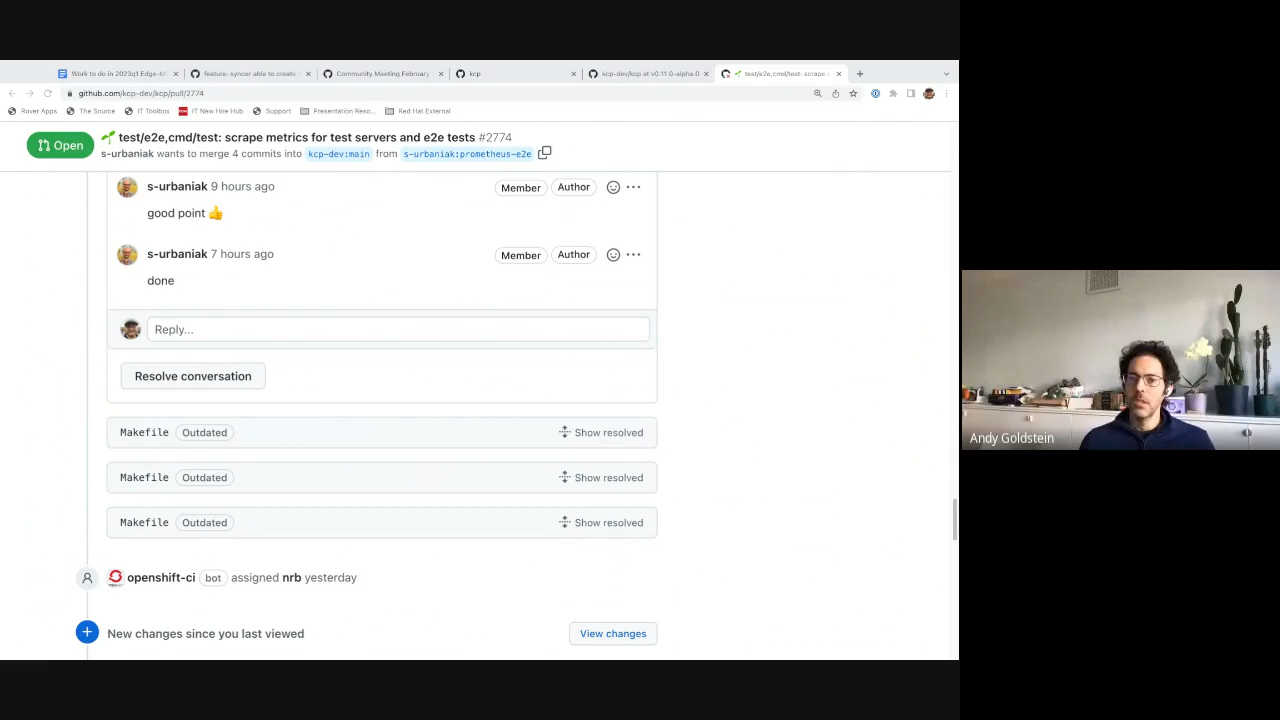 Work to do in 2023q1 Edge-M
feature: syncer able to create
Community Meeting February
kcp
kcp-dev/kcp at v0.11.0-alpha.0
test/e2e,cmd/test: scrape
github.com/kcp-dev/kcp/pull/2774
Rover Apps
The Source
IT Toolbox
IT New Hire Hub
Support
Presentation Reso...
Red Hat External
Open
test/e2e,cmd/test: scrape metrics for test servers and e2e tests #2774
s-urbaniak wants to merge 4 commits into kcp-dev:main from s-urbaniak:prometheus-e2e
s-urbaniak 9 hours ago
Member
Author
good point 👍
s-urbaniak 7 hours ago
Member
Author
done
Reply...
Resolve conversation
Makefile Outdated
Show resolved
Makefile Outdated
Show resolved
Makefile Outdated
Show resolved
openshift-ci bot assigned nrb yesterday
New changes since you last viewed
View changes
Andy Goldstein